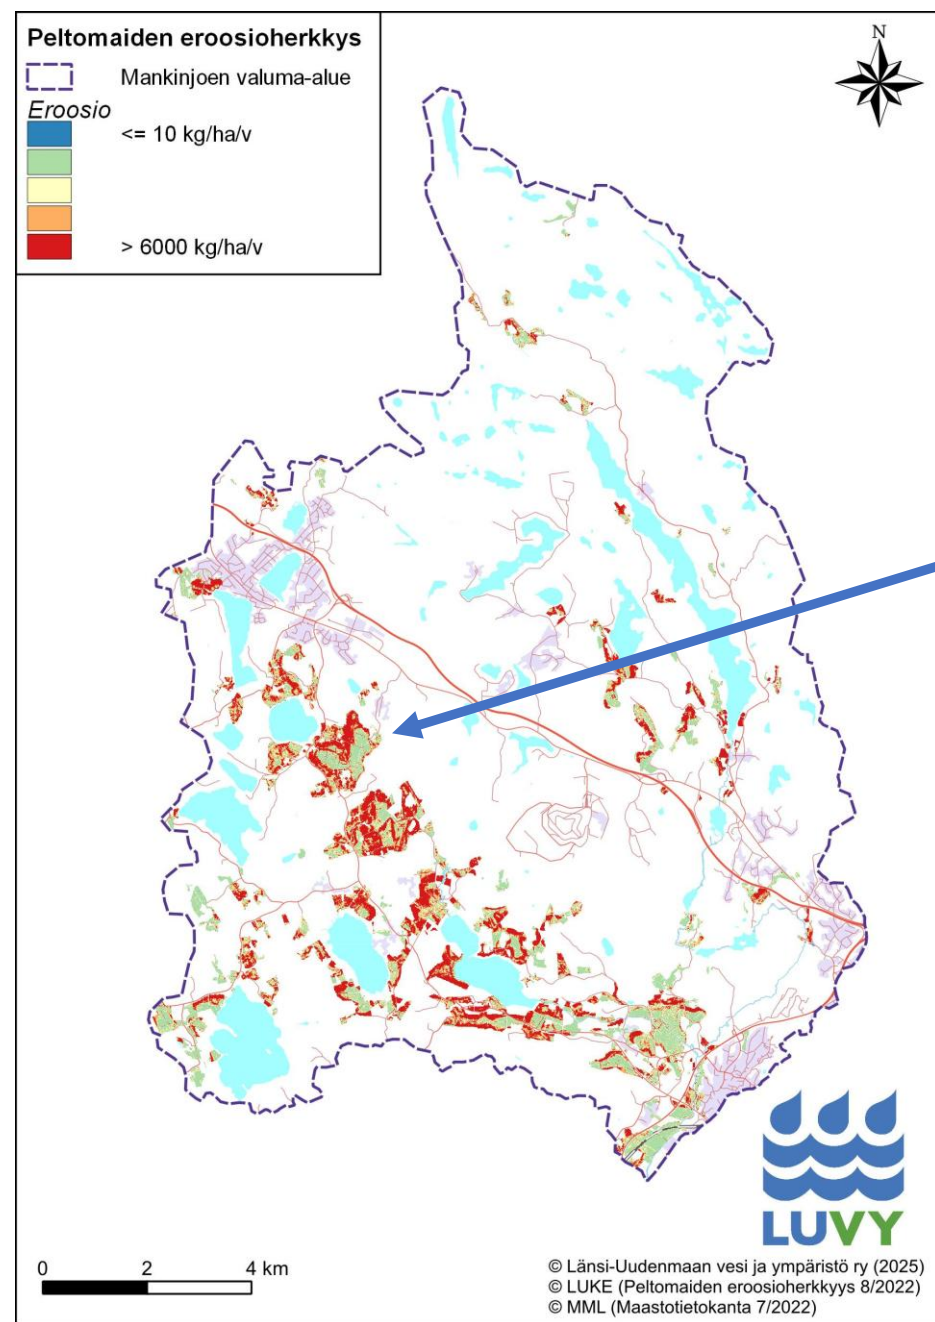 Peltomaiden eroosioherkkys
Mankinjoen valuma-alue
Eroosio
<= 10 kg/ha/v
> 6000 kg/ha/v
N
LUVY
0 2 4 km
© Länsi-Uudenmaan vesi ja ympäristö ry (2025)
© LUKE (Peltomaiden eroosioherkkyys 8/2022)
© MML (Maastotietokanta 7/2022)